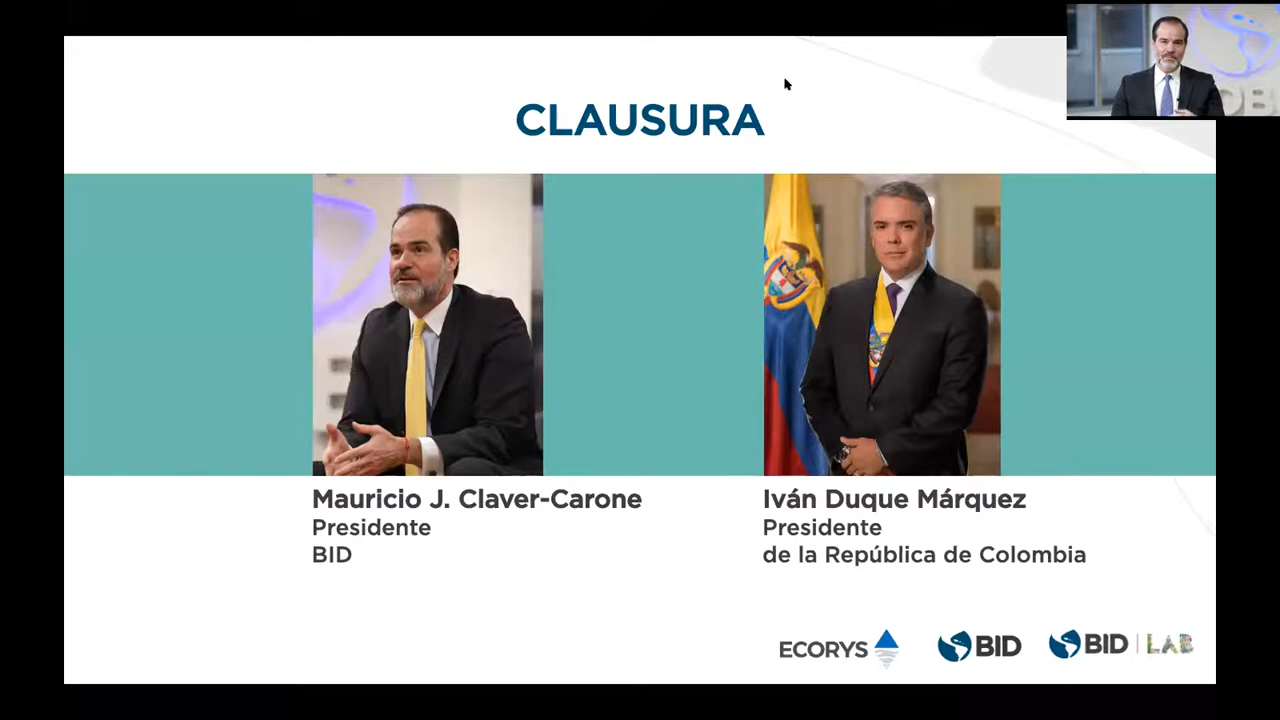 CLAUSURA
Mauricio J. Claver-Carone
Presidente
BID
Iván Duque Márquez
Presidente
de la República de Colombia
ECORYS
BID
BID | LAB